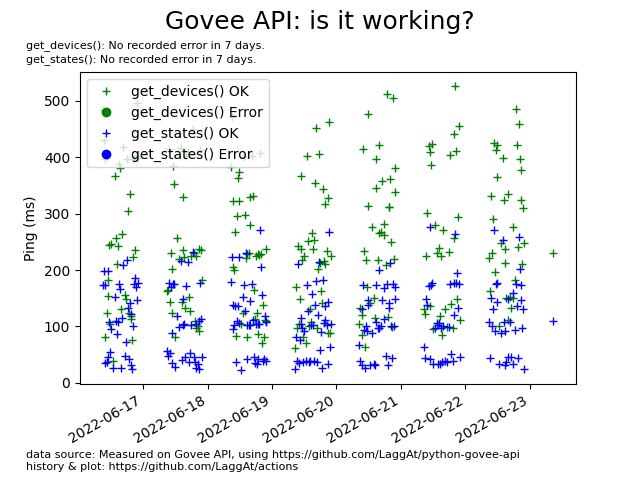 Govee API: is it working?
get_devices(): No recorded error in 7 days.
get_states(): No recorded error in 7 days.
get_devices() OK
get_devices() Error
get_states() OK
get_states() Error
Ping (ms)
500
400
300
200
100
0
2022-06-17
2022-06-18
2022-06-19
2022-06-20
2022-06-21
2022-06-22
2022-06-23
data source: Measured on Govee API, using https://github.com/LaggAt/python-govee-api
history & plot: https://github.com/LaggAt/actions